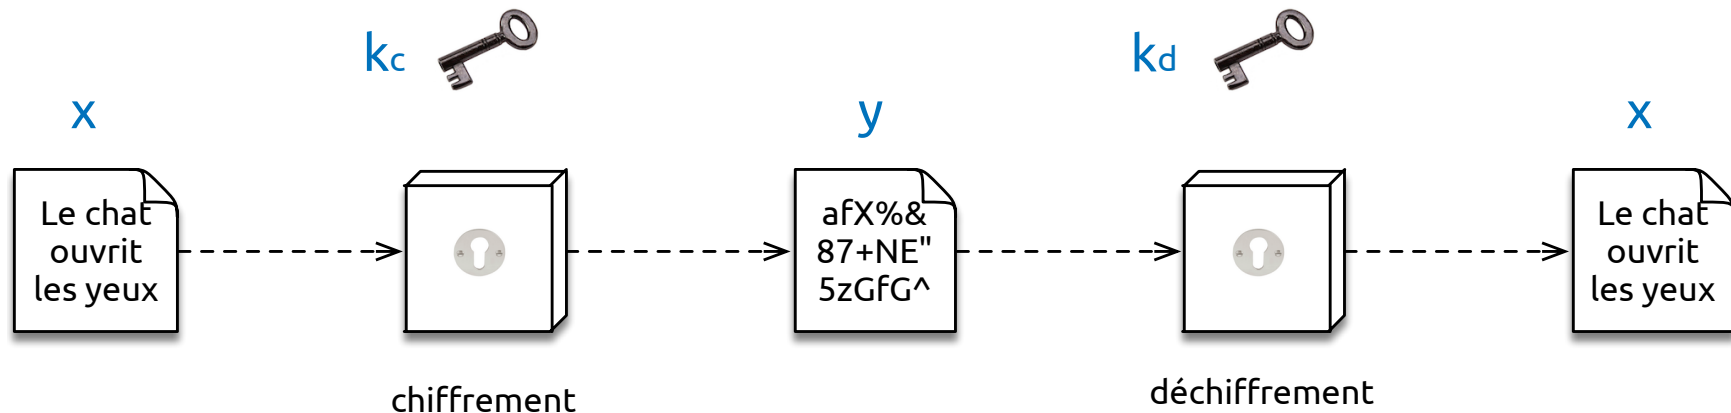 kc
kd
x
y
x
Le chat
ouvrit
les yeux
afX%&
87+NE"
5zGfG^
Le chat
ouvrit
les yeux
chiffrement
déchiffrement